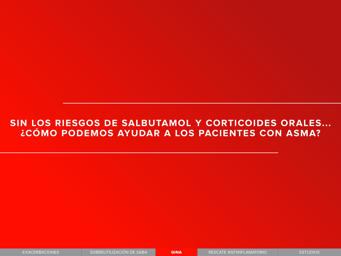 SIN LOS RIESGOS DE SALBUTAMOL Y CORTICOIDES ORALES...
¿CÓMO PODEMOS AYUDAR A LOS PACIENTES CON ASMA?
EXACERBACIONES
SOBREUTILIZACIÓN DE SABA
GINA
RESCATE ANTIINFLAMATORIO
ESTUDIOS